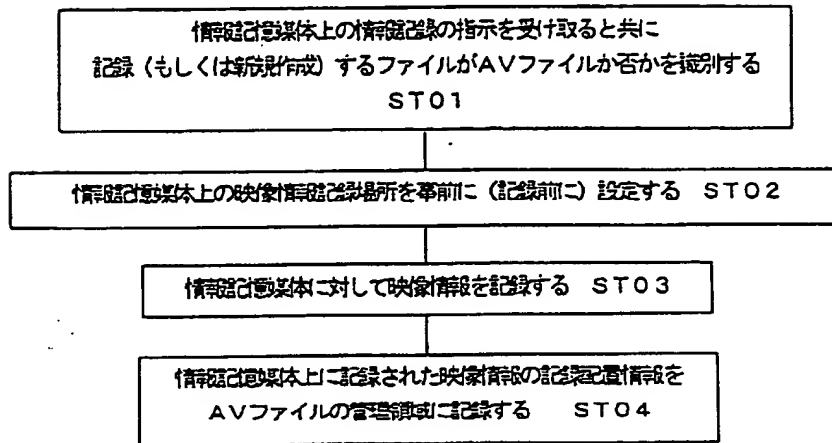 情報記憶媒体上の情報記録の指示を受け取ると共に
記録（もしくは新規作成）するファイルがAVファイルか否かを識別する
ST01
情報記憶媒体上の映像情報記録場所を事前に（記録前に）設定する ST02
情報記憶媒体に対して映像情報を記録する ST03
情報記憶媒体上に記録された映像情報の記録配置情報を
AVファイルの管理領域に記録する ST04